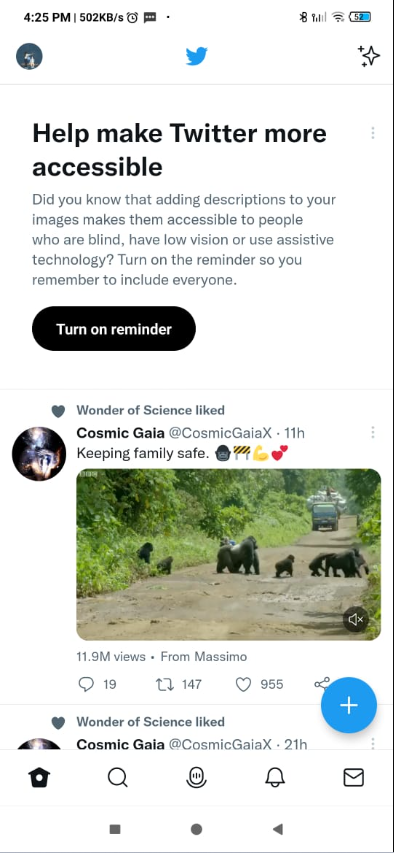 4:25 PM | 502KB/s
52
Help make Twitter more
accessible
Did you know that adding descriptions to your
images makes them accessible to people
who are blind, have low vision or use assistive
technology? Turn on the reminder so you
remember to include everyone.
Turn on reminder
Wonder of Science liked
Cosmic Gaia @CosmicGaiaX · 11h
Keeping family safe. 🦍🚧💪💕
11.9M views • From Massimo
19 147 955
Wonder of Science liked
Cosmic Gaia @CosmicGaiaX · 21h